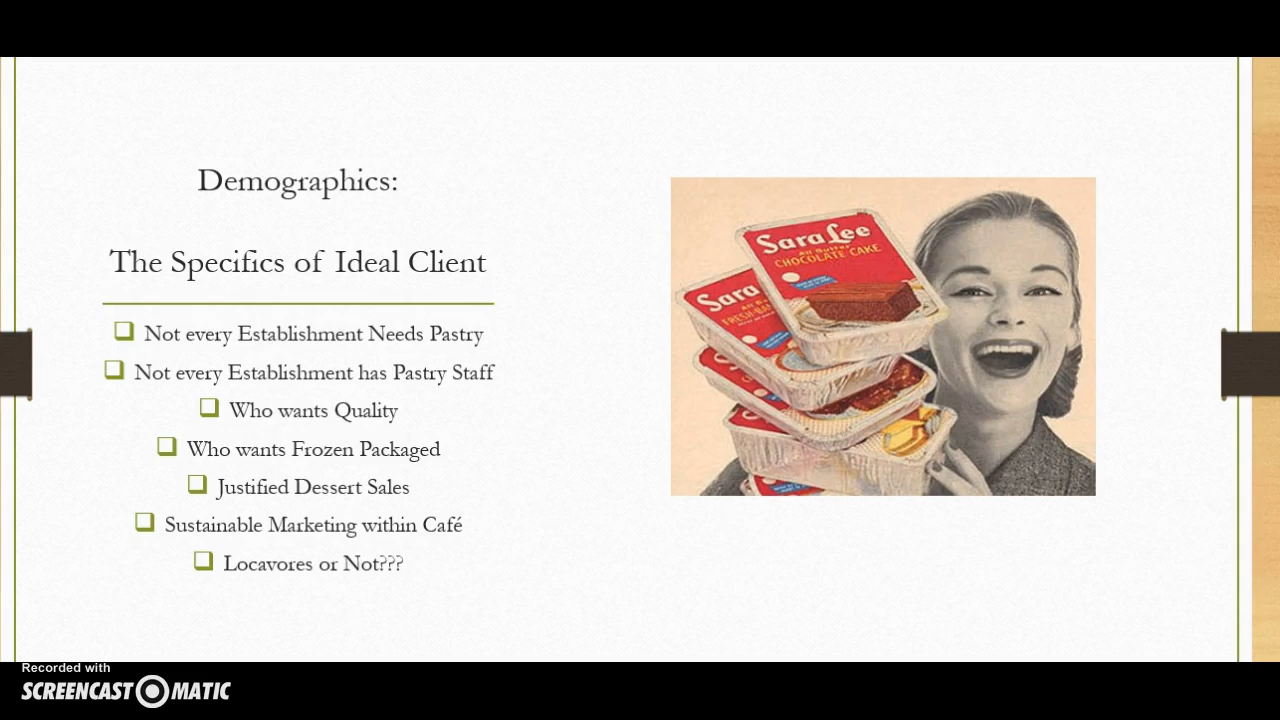 Demographics:
The Specifics of Ideal Client
Not every Establishment Needs Pastry
Not every Establishment has Pastry Staff
Who wants Quality
Who wants Frozen Packaged
Justified Dessert Sales
Sustainable Marketing within Café
Locavores or Not???
Sara Lee
All Butter
CHOCOLATE CAKE
Sara
Recorded with
SCREENCAST MATIC